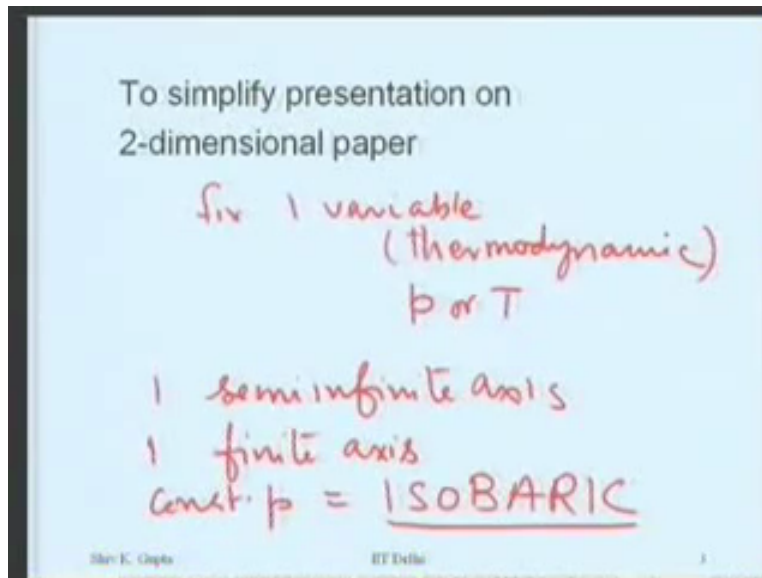 To simplify presentation on
2-dimensional paper
fix 1 variable
(thermodynamic)
p or T
1 semiinfinite axis
1 finite axis
const. p = ISOBARIC
Shiv K. Gupta IIT Delhi 3